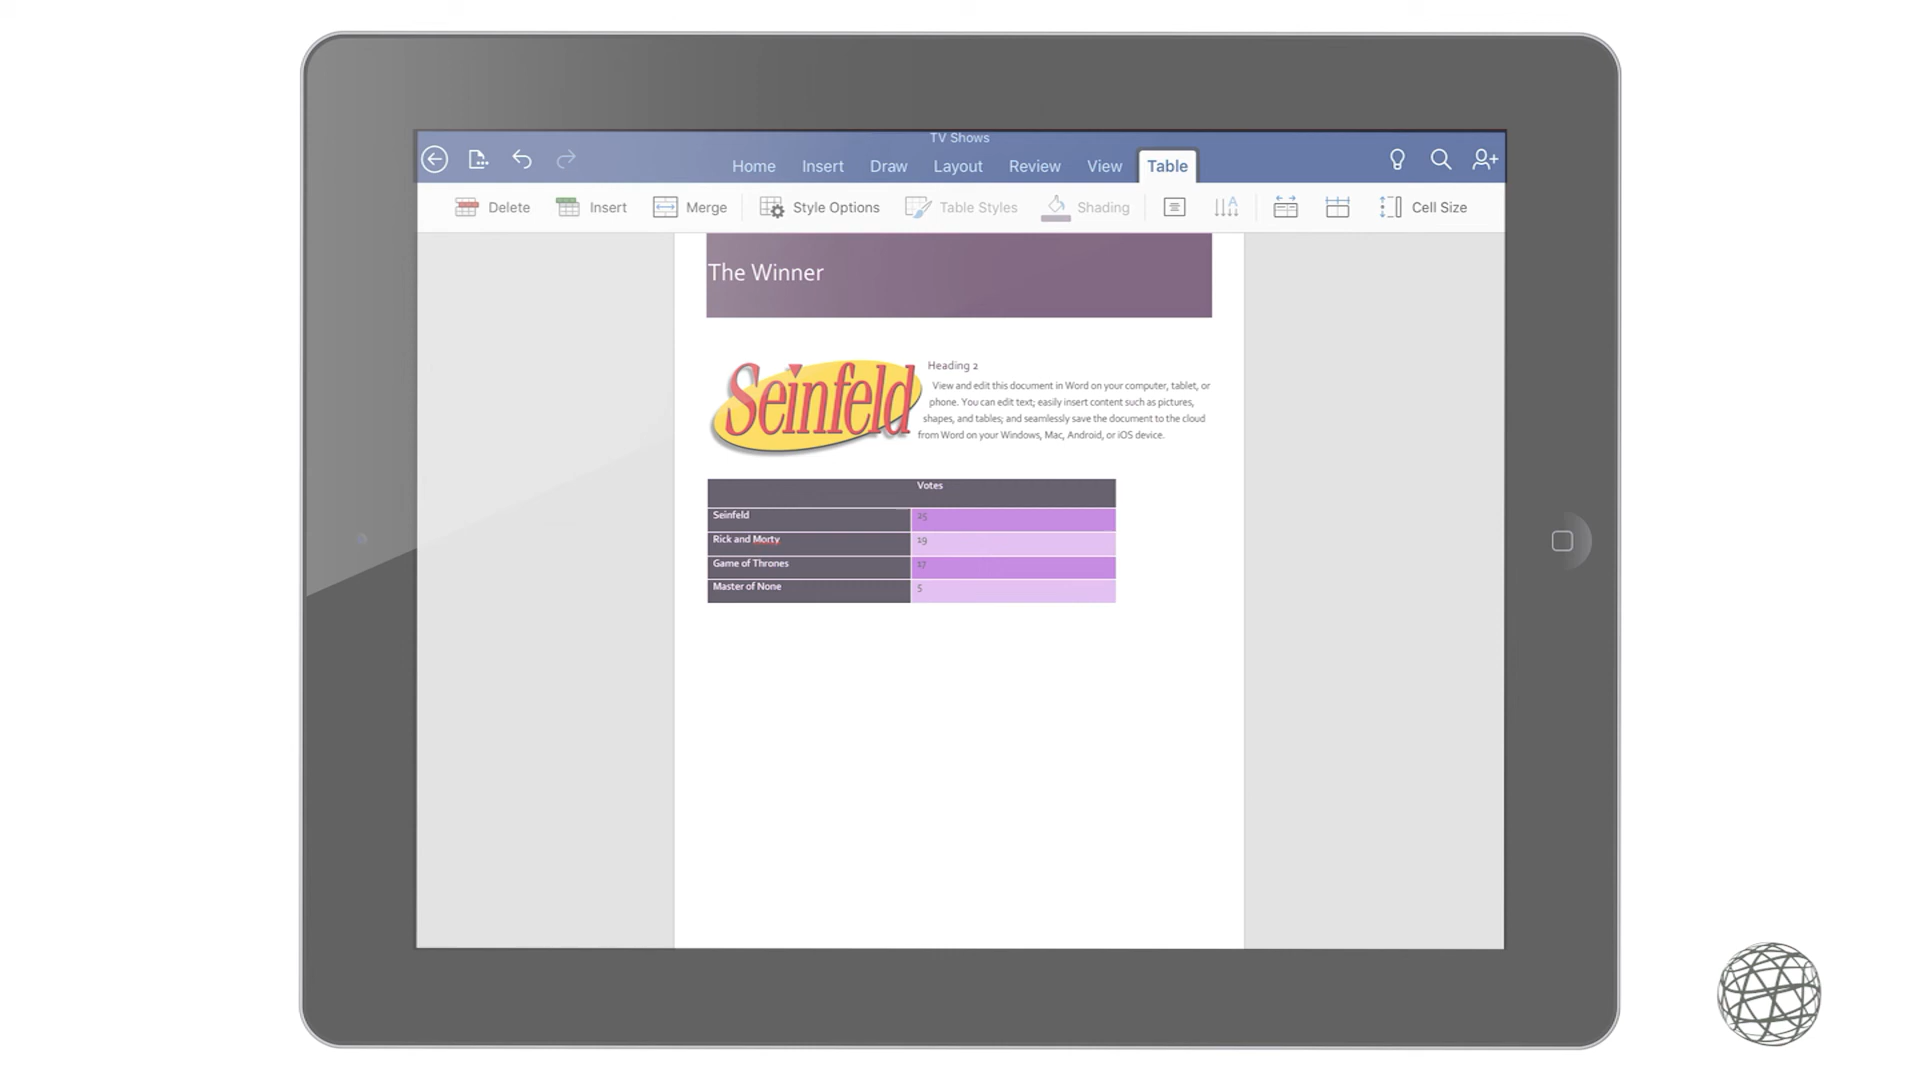 TV Shows
Home Insert Draw Layout Review View Table
Delete Insert Merge Style Options Table Styles Shading Cell Size
The Winner
Seinfeld
Heading 2
View and edit this document in Word on your computer, tablet, or
phone. You can edit text; easily insert content such as pictures,
shapes, and tables; and seamlessly save the document to the cloud
from Word on your Windows, Mac, Android, or iOS device.
Votes
Seinfeld 25
Rick and Morty 19
Game of Thrones 17
Master of None 5